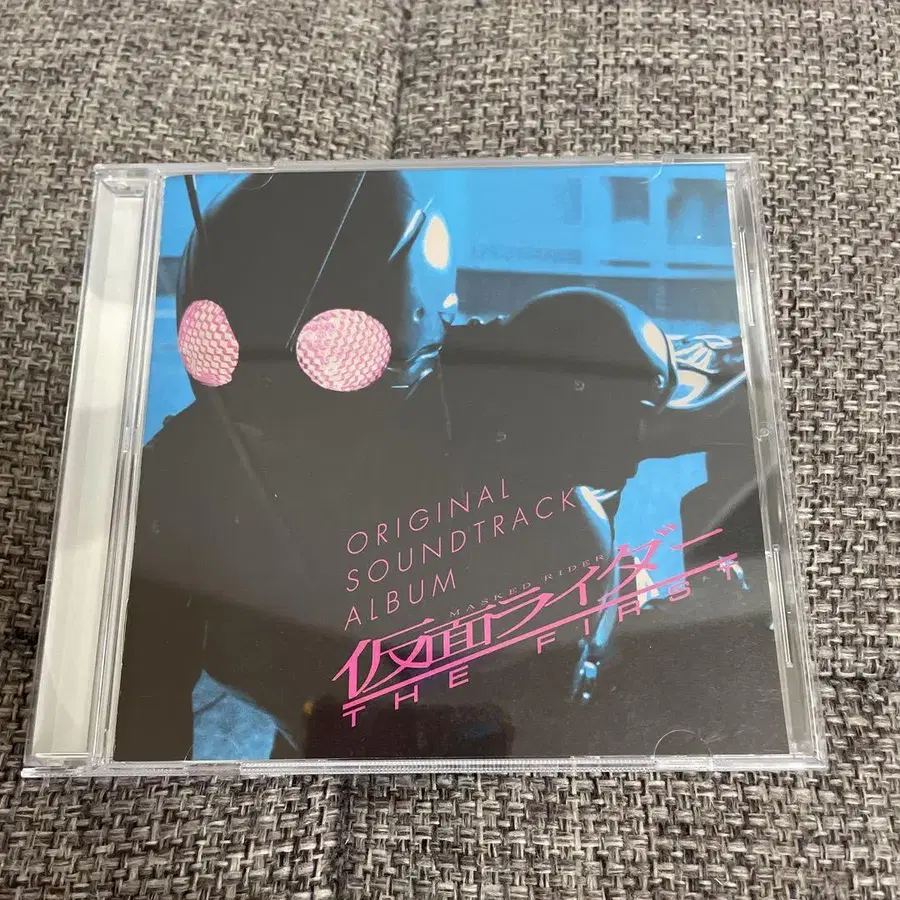 ORIGINAL
SOUNDTRACK
ALBUM
MASKED RIDER
仮面ライダー
THE FIRST